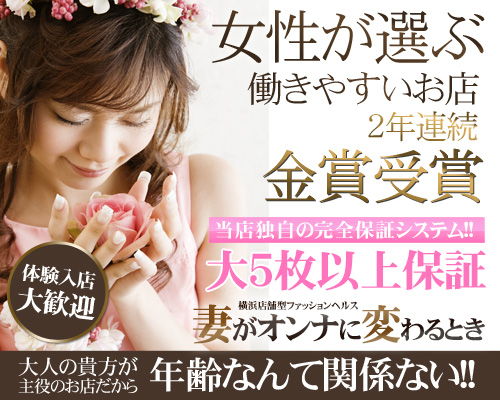 女性が選ぶ
働きやすいお店
2年連続
金賞受賞
当店独自の完全保証システム!!
大5枚以上保証
体験入店
大歓迎
横浜店舗型ファッションヘルス
妻がオンナに変わるとき
大人の貴方が
主役のお店だから
年齢なんて関係ない!!